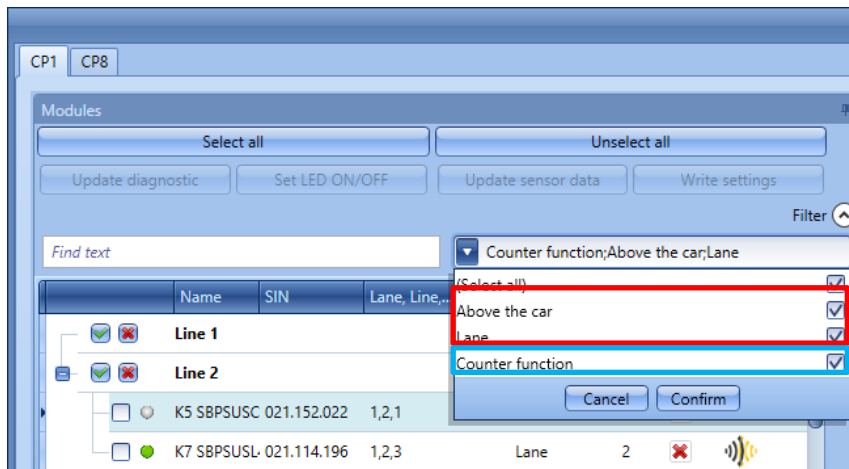 CP1 CP8
Modules
Select all Unselect all
Update diagnostic Set LED ON/OFF Update sensor data Write settings
Filter
Find text Counter function;Above the car;Lane
Name SIN Lane, Line,...
(Select all)
Above the car
Lane
Counter function
Cancel Confirm
Line 1
Line 2
K5 SBPSUSC 021.152.022 1,2,1
K7 SBPSUSL- 021.114.196 1,2,3 Lane 2